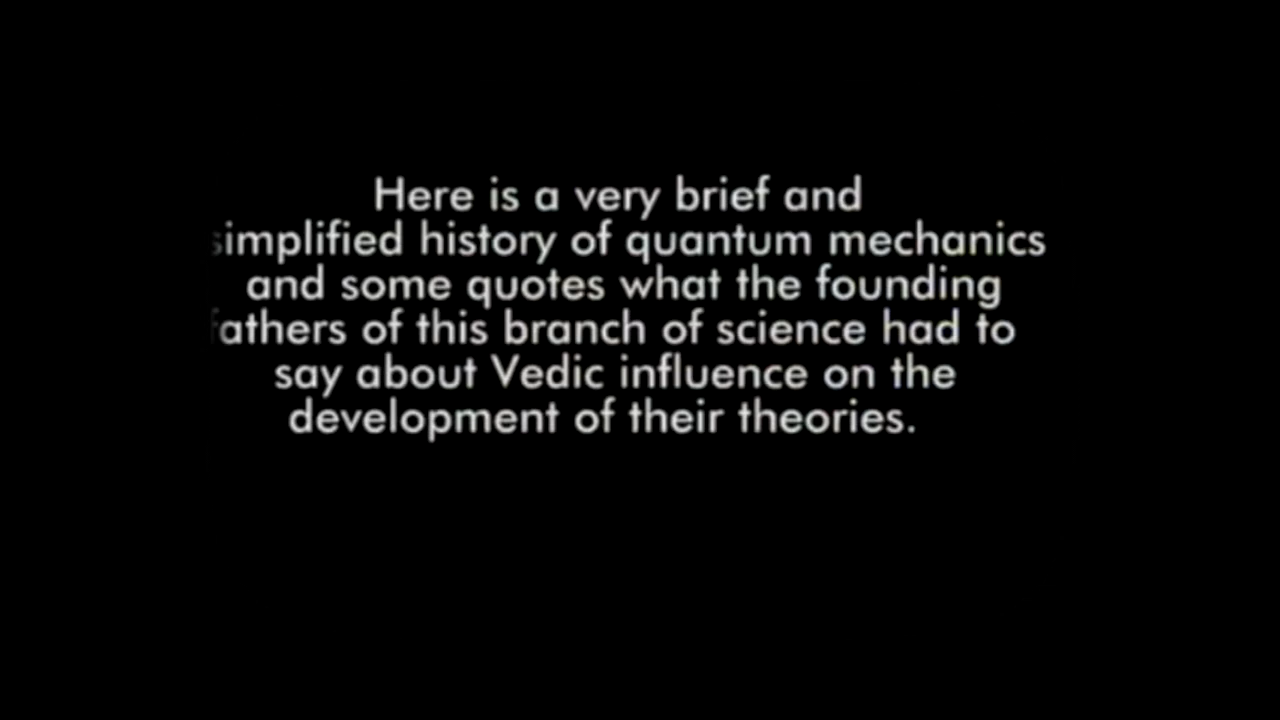 Here is a very brief and
simplified history of quantum mechanics
and some quotes what the founding
fathers of this branch of science had to
say about Vedic influence on the
development of their theories.